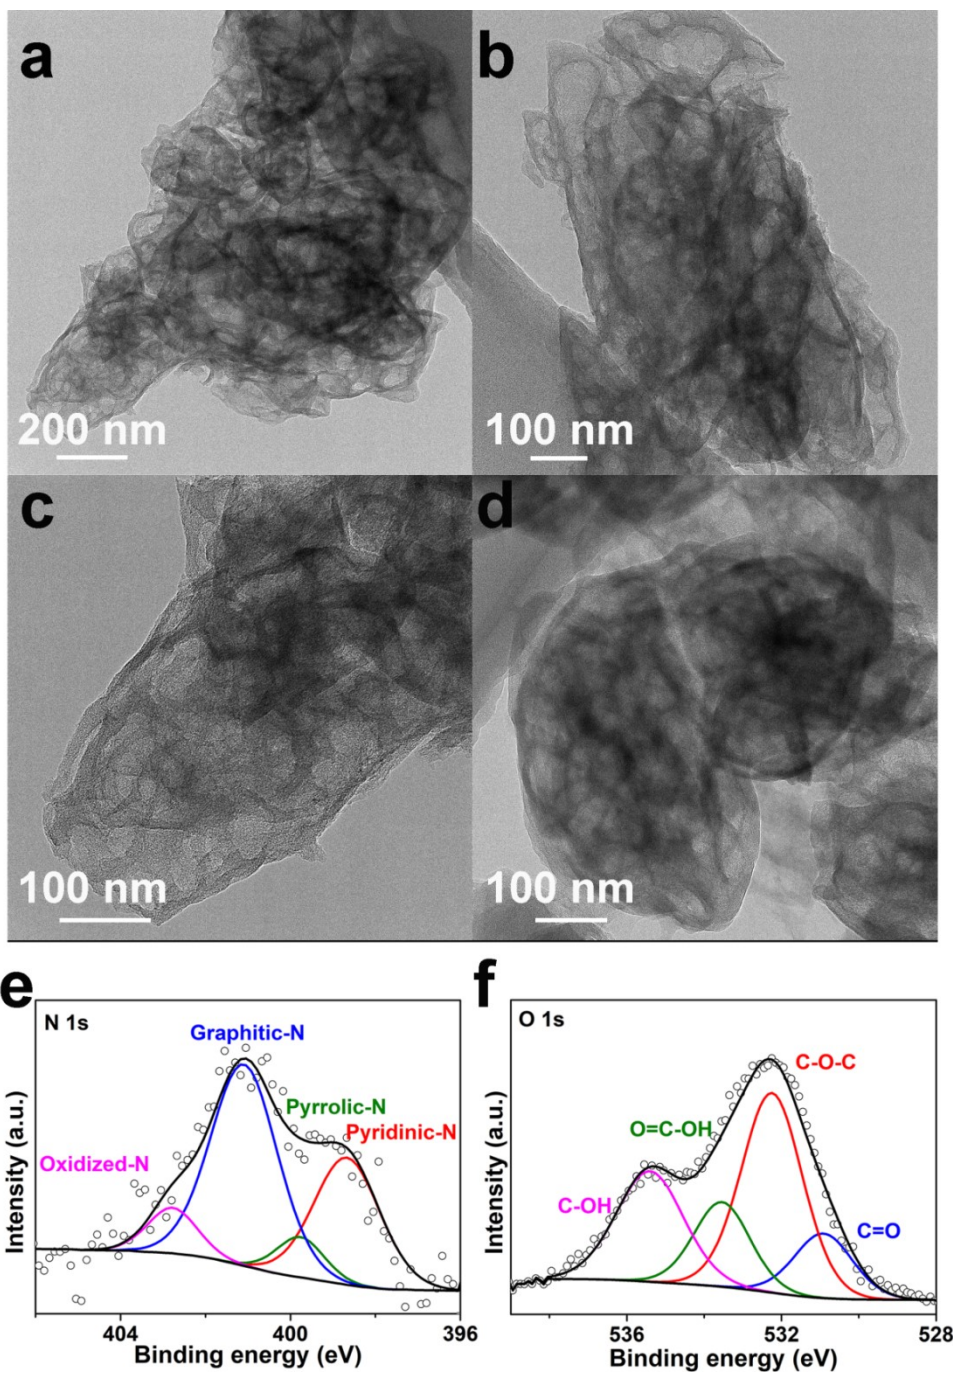 a
b
200 nm
100 nm
c
d
100 nm
100 nm
e
f
N 1s
O 1s
Graphitic-N
Pyrrolic-N
Pyridinic-N
Oxidized-N
C-O-C
O=C-OH
C-OH
C=O
Intensity (a.u.)
Intensity (a.u.)
404
400
396
536
532
528
Binding energy (eV)
Binding energy (eV)